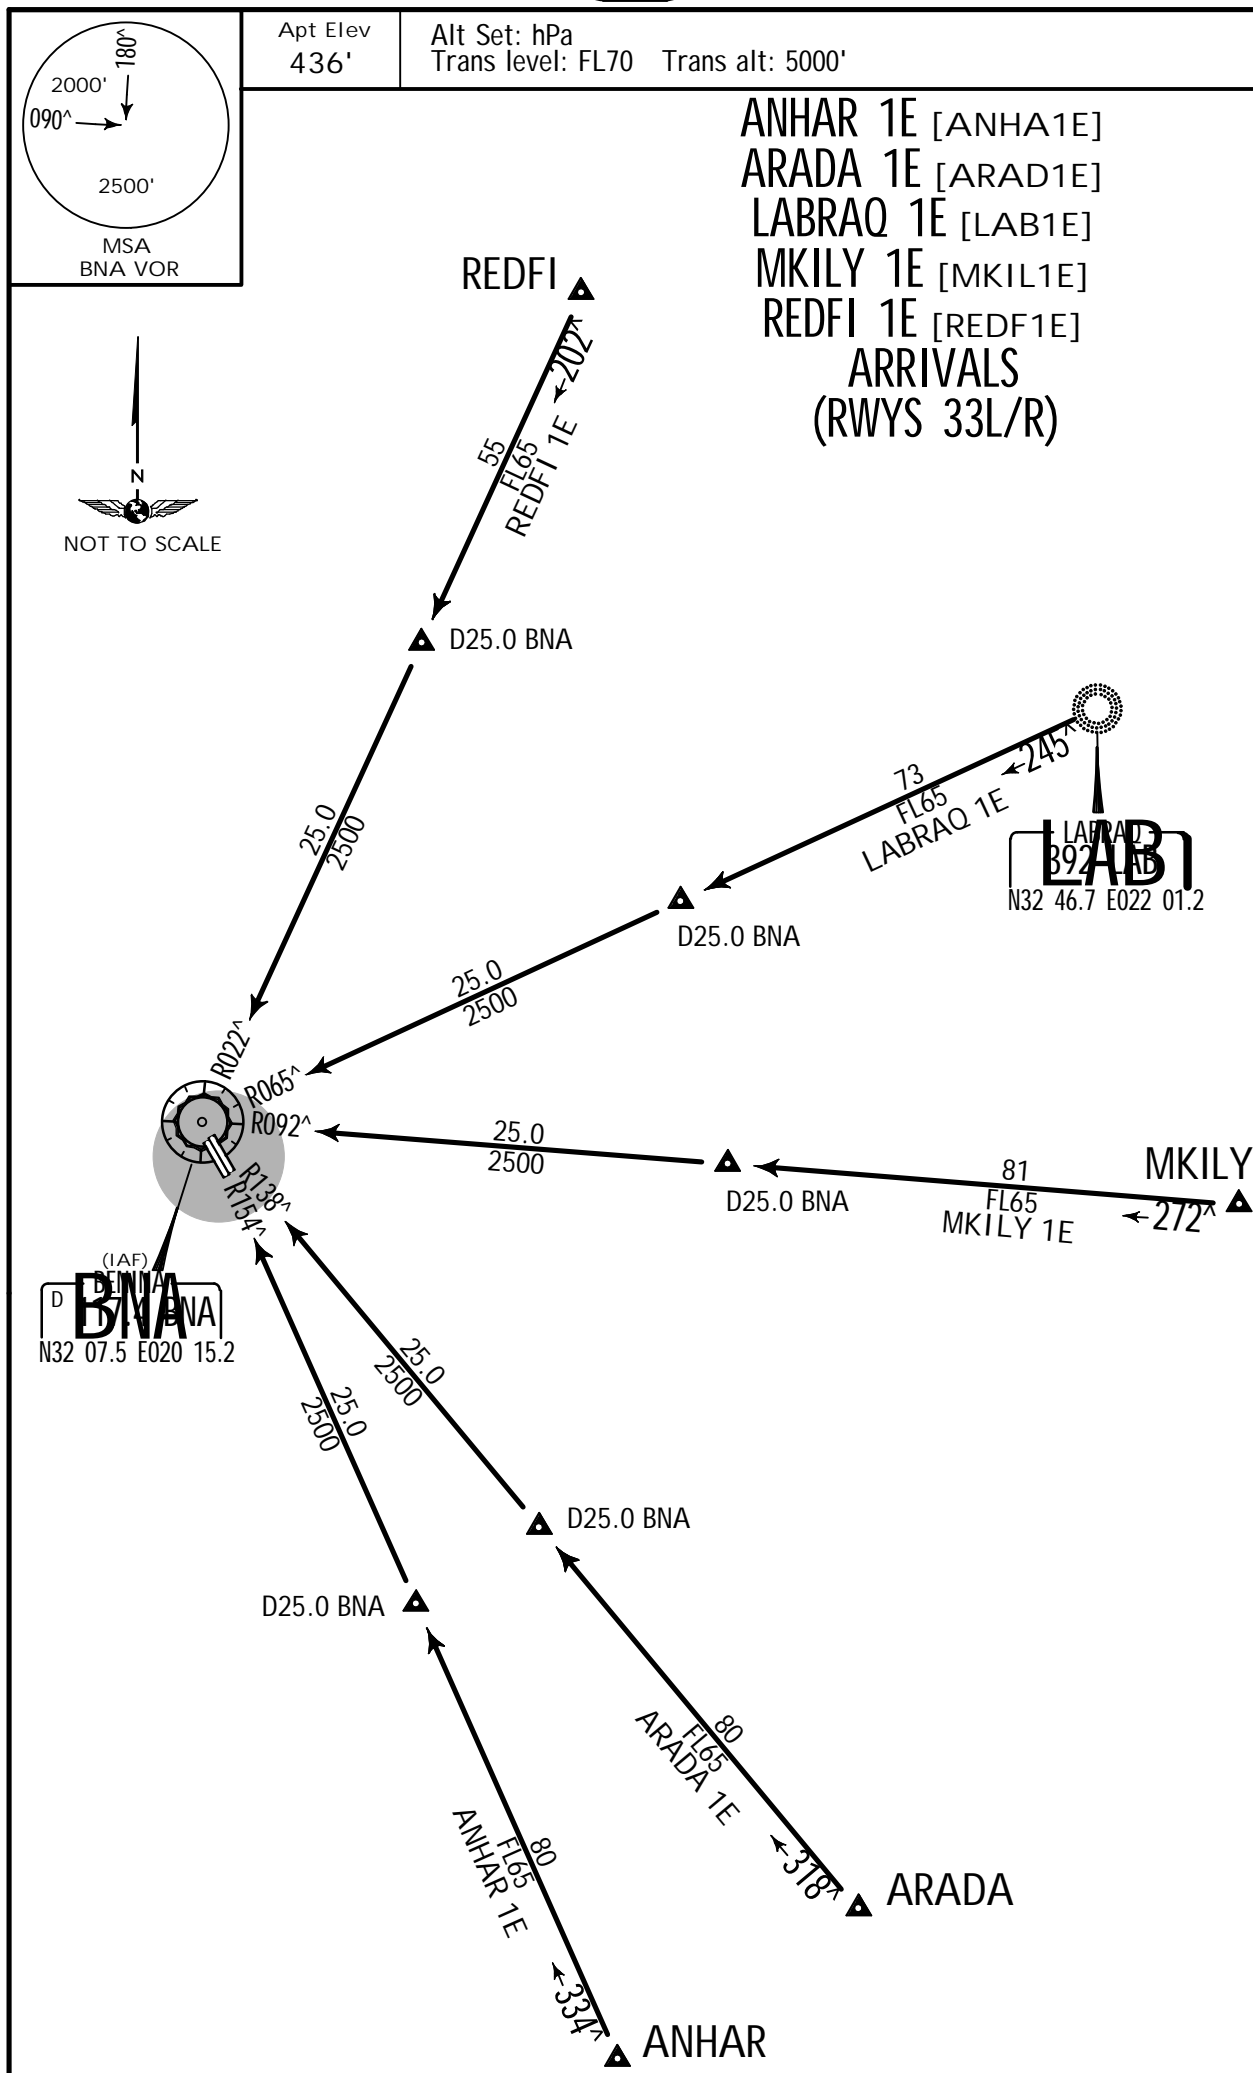 Apt Elev
436'
Alt Set: hPa
Trans level: FL70 Trans alt: 5000'
180^
2000'
090^
2500'
MSA
BNA VOR
ANHAR 1E [ANHA1E]
ARADA 1E [ARAD1E]
LABRAQ 1E [LAB1E]
MKILY 1E [MKIL1E]
REDFI 1E [REDF1E]
ARRIVALS
(RWYS 33L/R)
N
NOT TO SCALE
REDFI
202^
55
FL65
REDFI 1E
D25.0 BNA
25.0
2500
R022^
245^
73
FL65
LABRAQ 1E
LABRAQ
392 LAB
LAB
N32 46.7 E022 01.2
D25.0 BNA
25.0
2500
R065^
R092^
25.0
2500
D25.0 BNA
81
FL65
MKILY 1E
272^
MKILY
R138^
R154^
(IAF)
BENINA
D
BNA
BNA
N32 07.5 E020 15.2
25.0
2500
25.0
2500
D25.0 BNA
D25.0 BNA
80
FL65
ARADA 1E
318^
ARADA
80
FL65
ANHAR 1E
334^
ANHAR